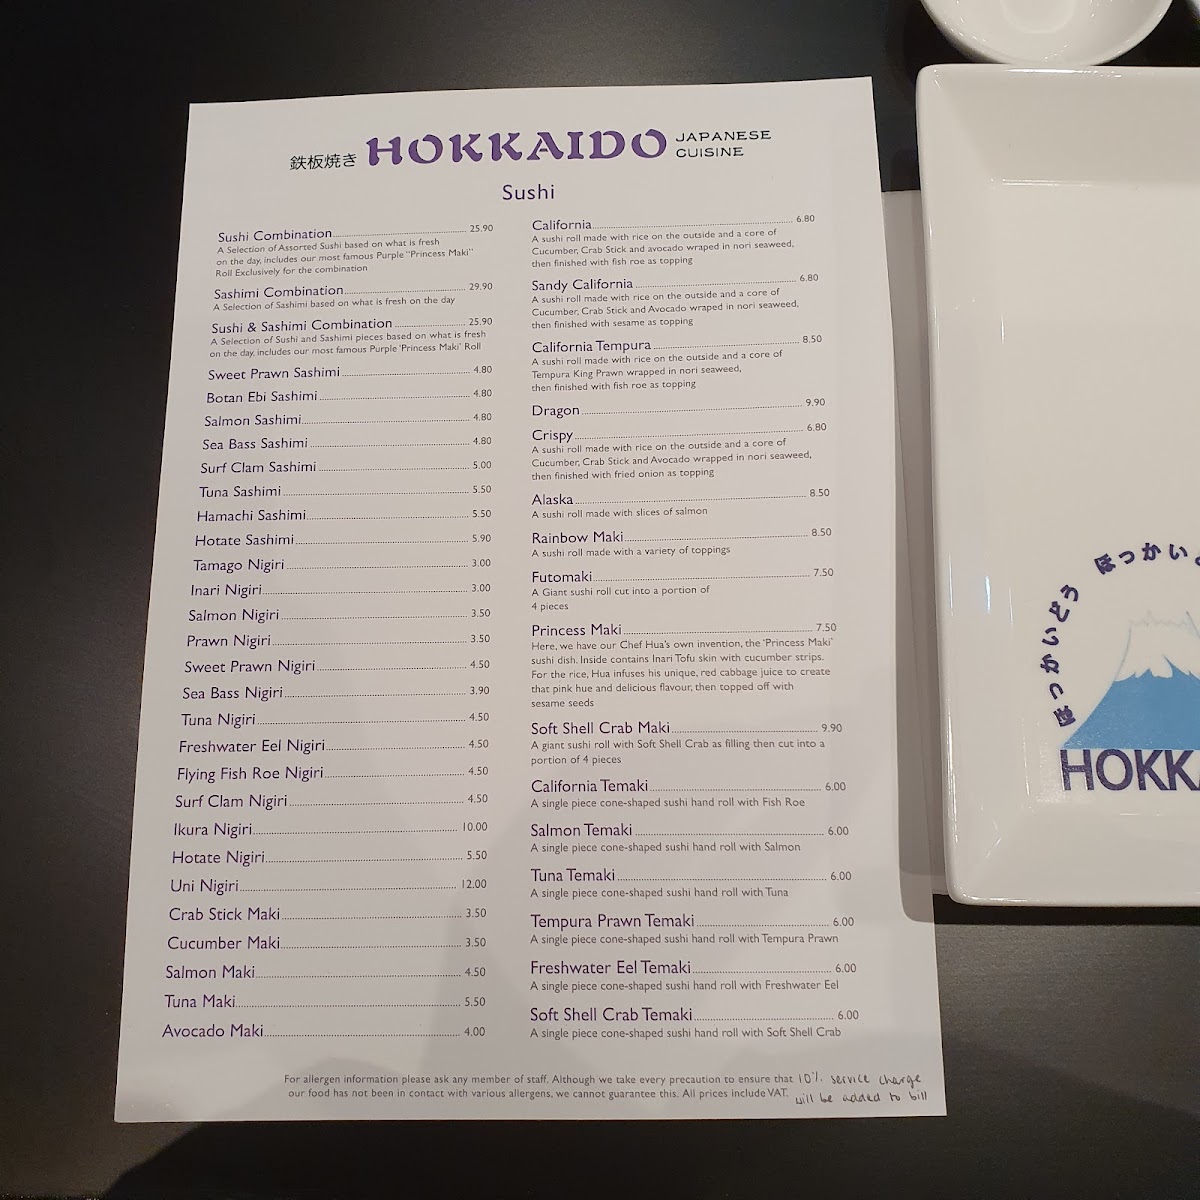 鉄板焼き HOKKAIDO JAPANESE
CUISINE
Sushi
Sushi Combination 25.90
A Selection of Assorted Sushi based on what is fresh
on the day, includes our most famous Purple "Princess Maki"
Roll Exclusively for the combination
Sashimi Combination 29.90
A Selection of Sashimi based on what is fresh on the day
Sushi & Sashimi Combination 25.90
A Selection of Sushi and Sashimi pieces based on what is fresh
on the day, includes our most famous Purple 'Princess Maki' Roll
Sweet Prawn Sashimi 4.80
Botan Ebi Sashimi 4.80
Salmon Sashimi 4.80
Sea Bass Sashimi 4.80
Surf Clam Sashimi 5.00
Tuna Sashimi 5.50
Hamachi Sashimi 5.50
Hotate Sashimi 5.90
Tamago Nigiri 3.00
Inari Nigiri 3.00
Salmon Nigiri 3.50
Prawn Nigiri 3.50
Sweet Prawn Nigiri 4.50
Sea Bass Nigiri 3.90
Tuna Nigiri 4.50
Freshwater Eel Nigiri 4.50
Flying Fish Roe Nigiri 4.50
Surf Clam Nigiri 4.50
Ikura Nigiri 10.00
Hotate Nigiri 5.50
Uni Nigiri 12.00
Crab Stick Maki 3.50
Cucumber Maki 3.50
Salmon Maki 4.50
Tuna Maki 5.50
Avocado Maki 4.00
California 6.80
A sushi roll made with rice on the outside and a core of
Cucumber, Crab Stick and avocado wraped in nori seaweed,
then finished with fish roe as topping
Sandy California 6.80
A sushi roll made with rice on the outside and a core of
Cucumber, Crab Stick and Avocado wraped in nori seaweed,
then finished with sesame as topping
California Tempura 8.50
A sushi roll made with rice on the outside and a core of
Tempura King Prawn wrapped in nori seaweed,
then finished with fish roe as topping
Dragon 9.90
Crispy 6.80
A sushi roll made with rice on the outside and a core of
Cucumber, Crab Stick and Avocado wrapped in nori seaweed,
then finished with fried onion as topping
Alaska 8.50
A sushi roll made with slices of salmon
Rainbow Maki 8.50
A sushi roll made with a variety of toppings
Futomaki 7.50
A Giant sushi roll cut into a portion of
4 pieces
Princess Maki 7.50
Here, we have our Chef Hua's own invention, the 'Princess Maki'
sushi dish. Inside contains Inari Tofu skin with cucumber strips.
For the rice, Hua infuses his unique, red cabbage juice to create
that pink hue and delicious flavour, then topped off with
sesame seeds
Soft Shell Crab Maki 9.90
A giant sushi roll with Soft Shell Crab as filling then cut into a
portion of 4 pieces
California Temaki 6.00
A single piece cone-shaped sushi hand roll with Fish Roe
Salmon Temaki 6.00
A single piece cone-shaped sushi hand roll with Salmon
Tuna Temaki 6.00
A single piece cone-shaped sushi hand roll with Tuna
Tempura Prawn Temaki 6.00
A single piece cone-shaped sushi hand roll with Tempura Prawn
Freshwater Eel Temaki 6.00
A single piece cone-shaped sushi hand roll with Freshwater Eel
Soft Shell Crab Temaki 6.00
A single piece cone-shaped sushi hand roll with Soft Shell Crab
For allergen information please ask any member of staff. Although we take every precaution to ensure that
our food has not been in contact with various allergens, we cannot guarantee this. All prices include VAT.
10% service charge
will be added to bill
ほっかいどう ほっかい
HOKKA